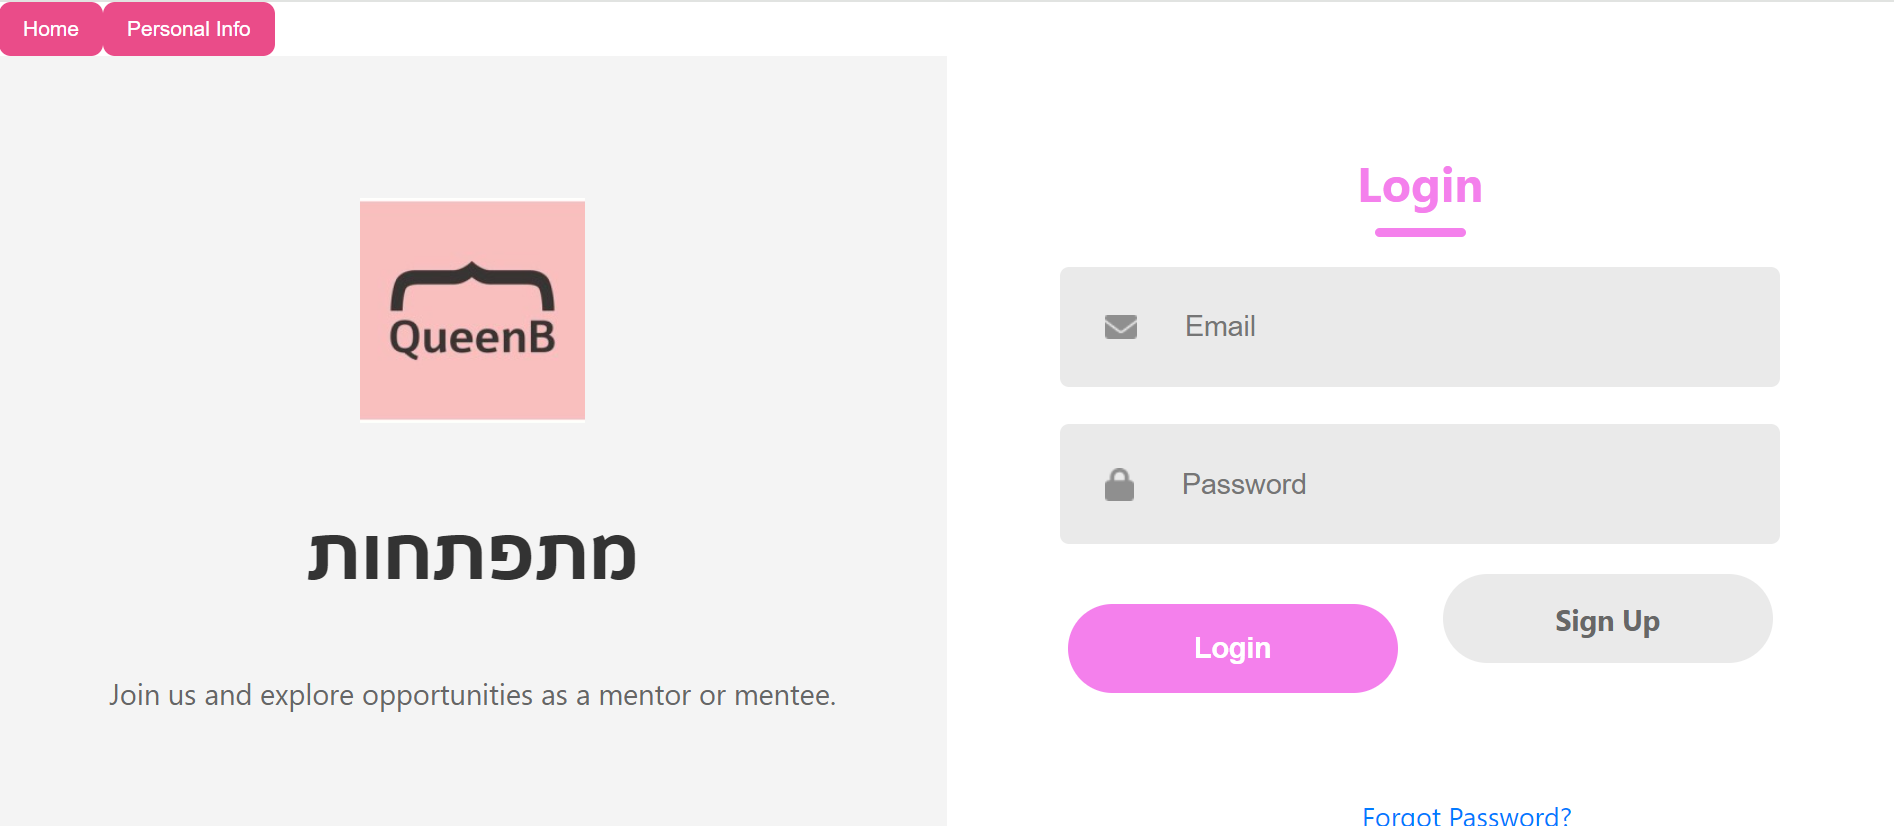 Home Personal Info
QueenB
מתפתחות
Join us and explore opportunities as a mentor or mentee.
Login
Email
Password
Login
Sign Up
Forgot Password?